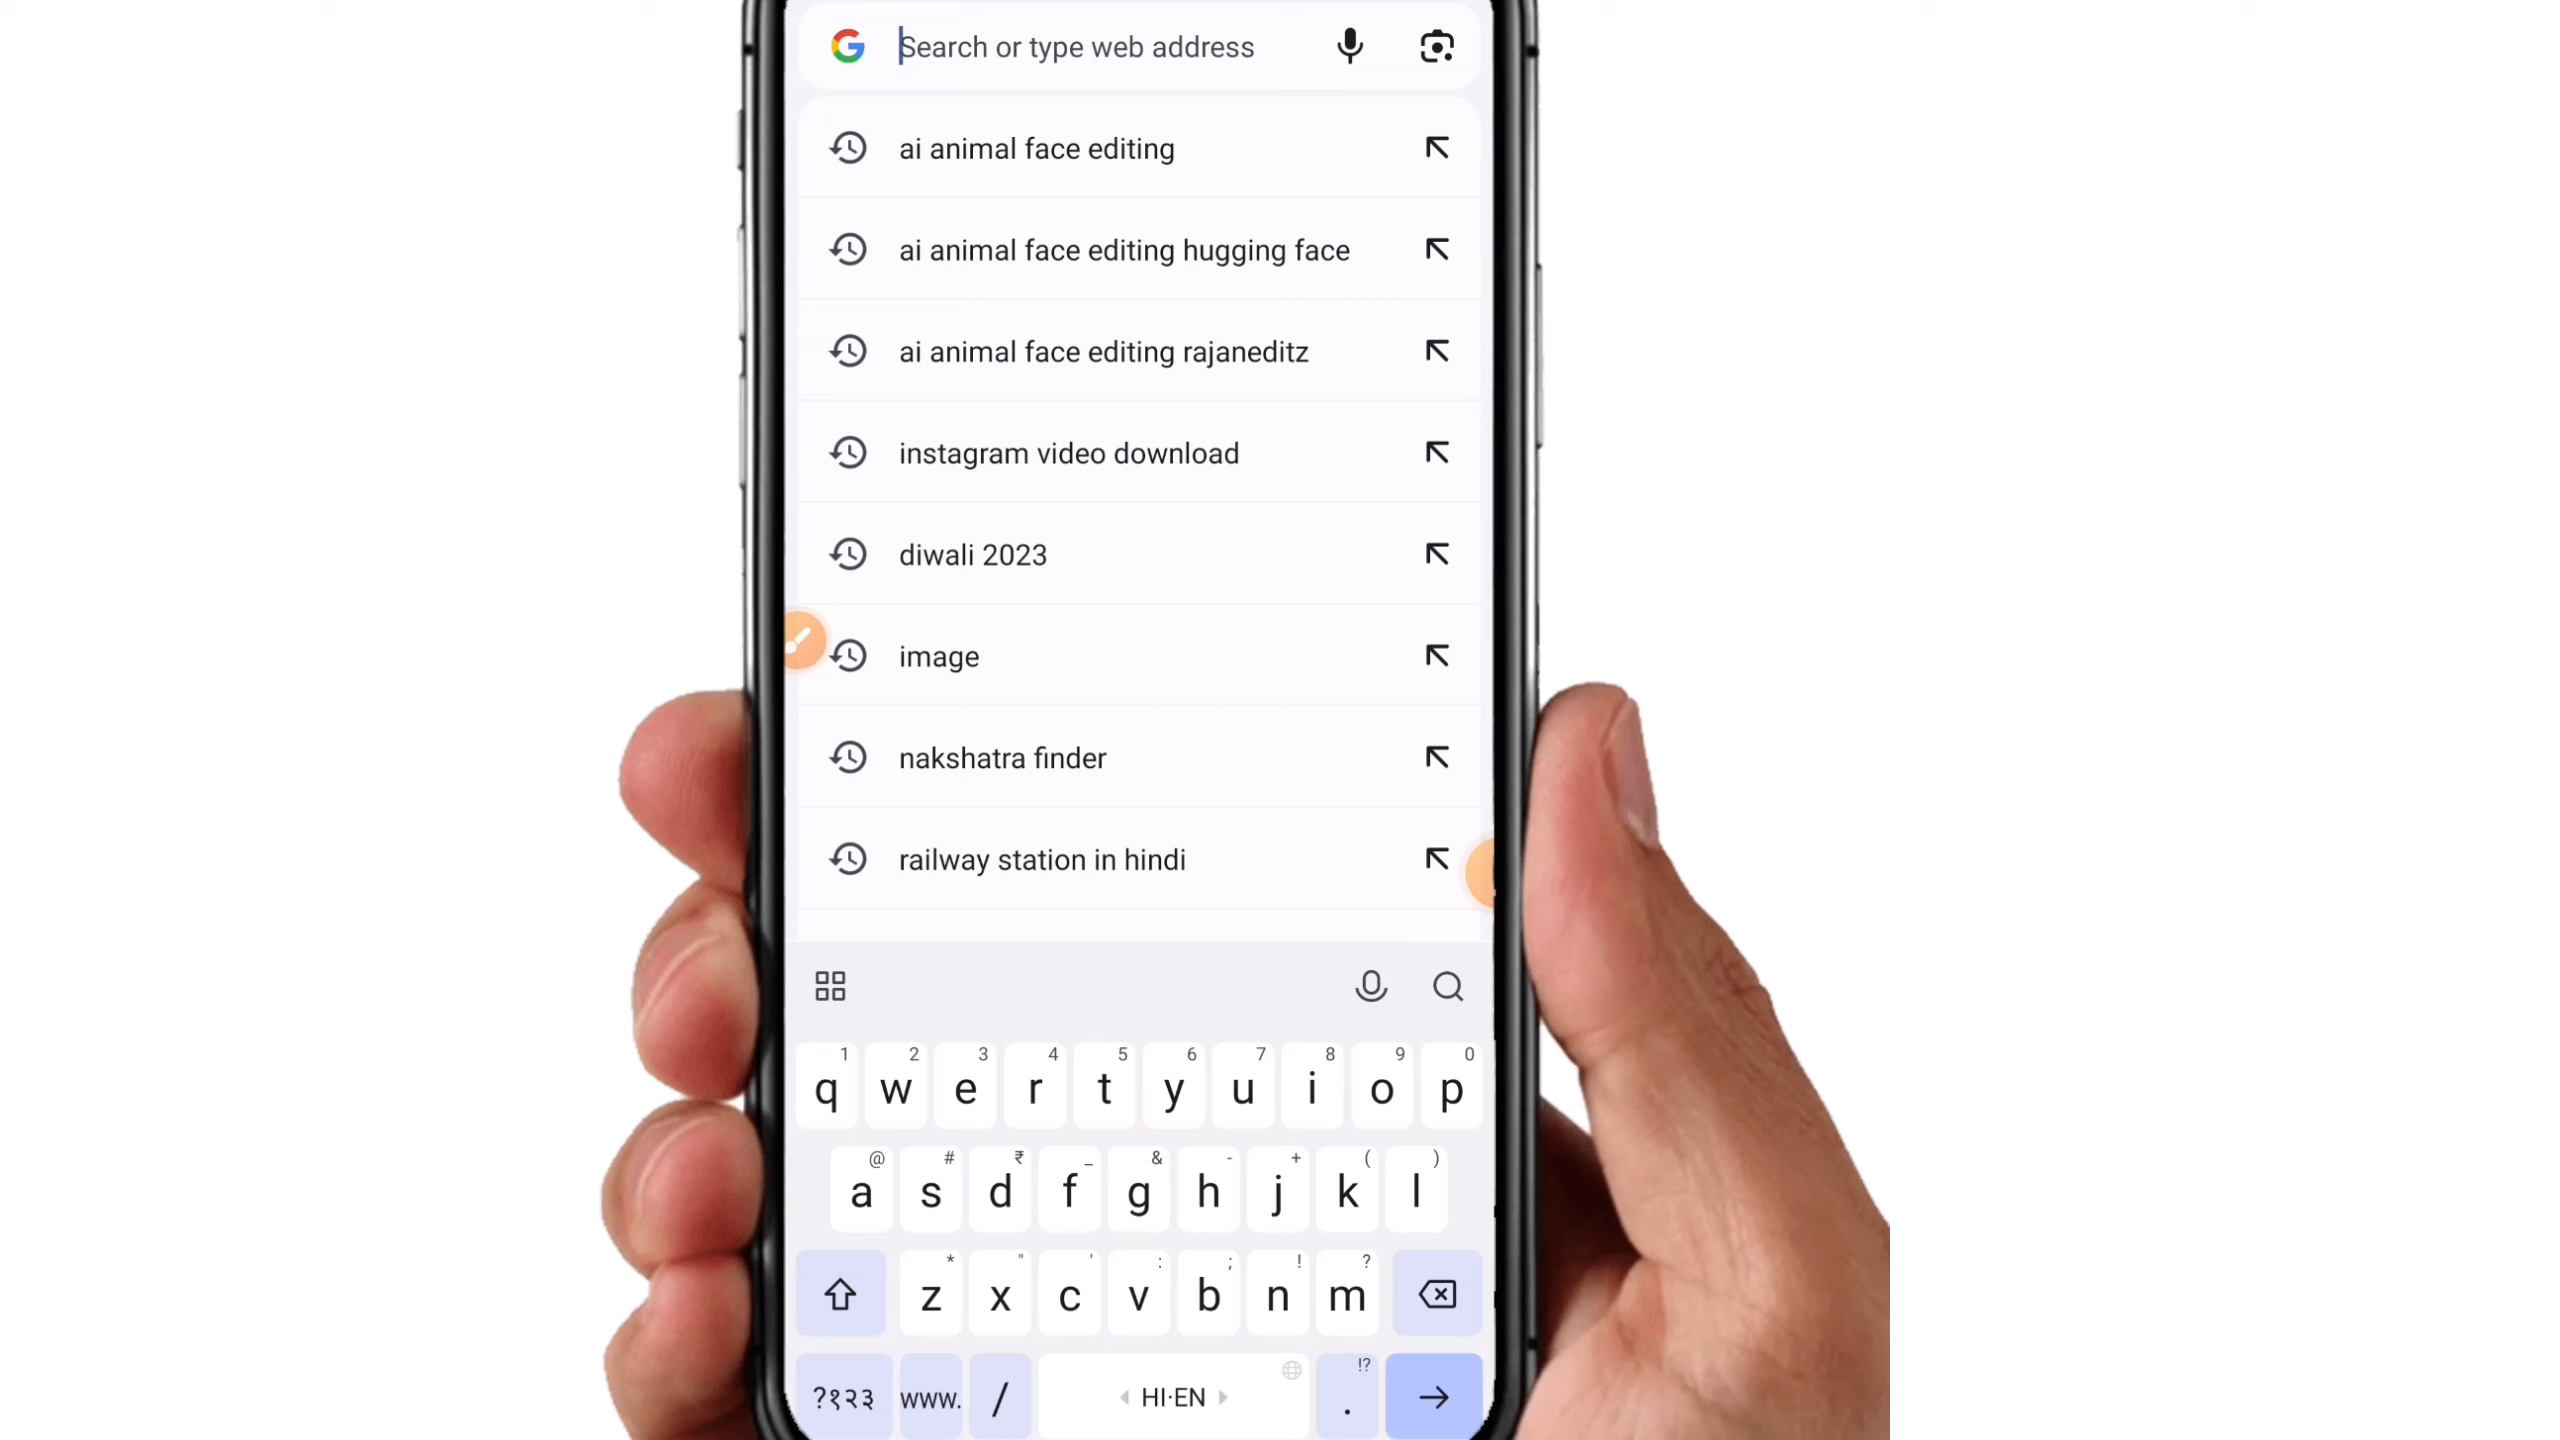 Search or type web address
ai animal face editing
ai animal face editing hugging face
ai animal face editing rajaneditz
instagram video download
diwali 2023
image
nakshatra finder
railway station in hindi
1 2 3 4 5 6 7 8 9 0
q w e r t y u i o p
@ # ₹ _ & - + ( )
a s d f g h j k l
* " ' : ; ! ?
z x c v b n m
?१२३ www. / HI·EN !? .